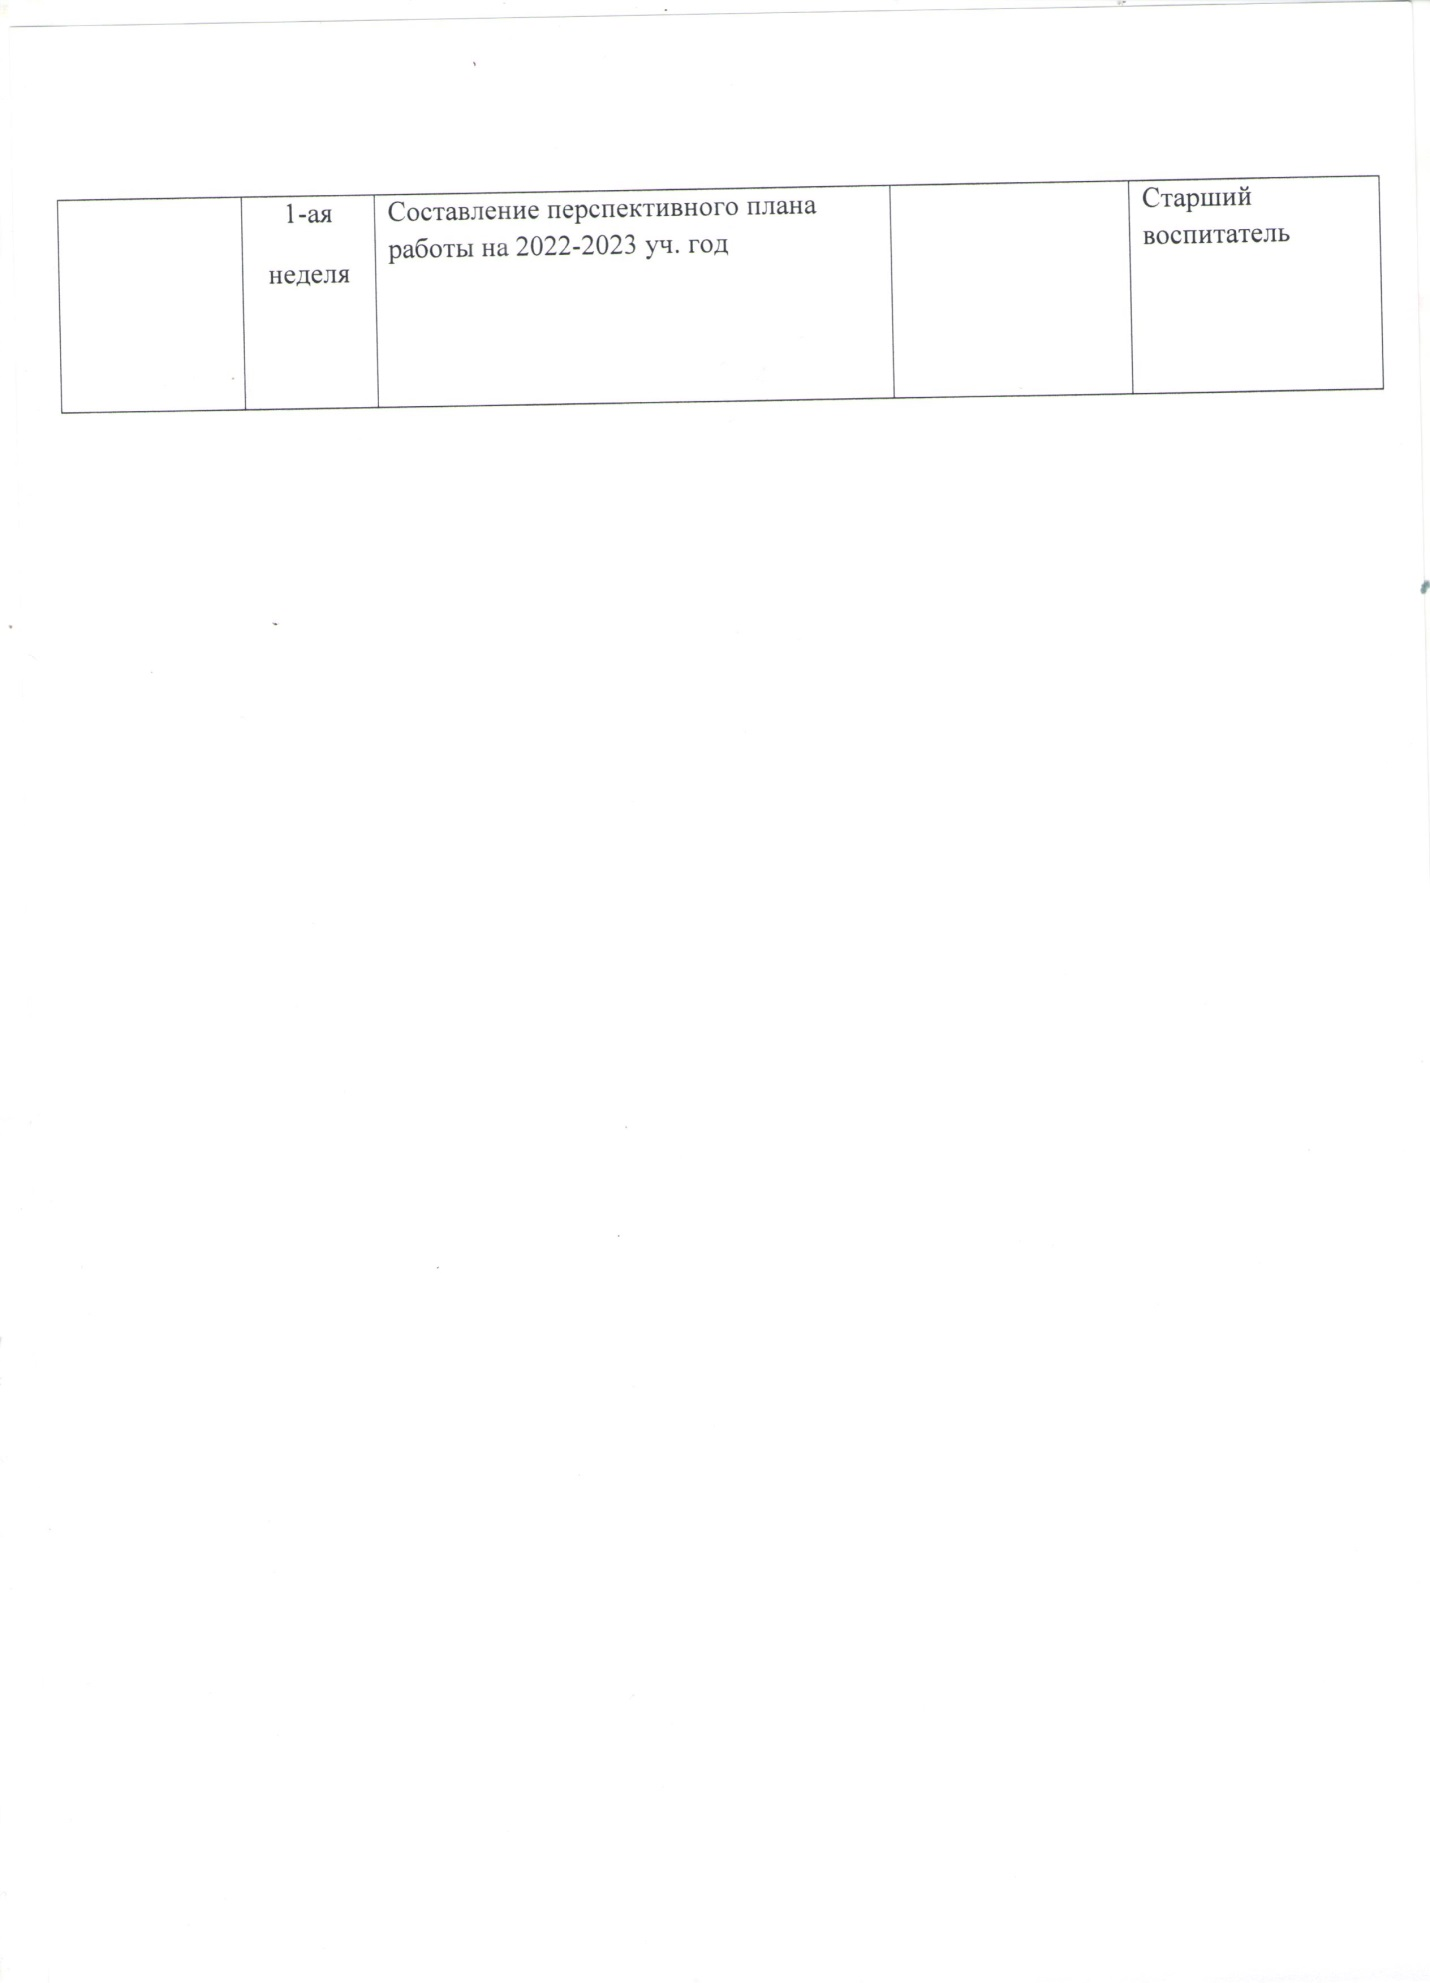 1-ая
неделя
Составление перспективного плана
работы на 2022-2023 уч. год
Старший
воспитатель